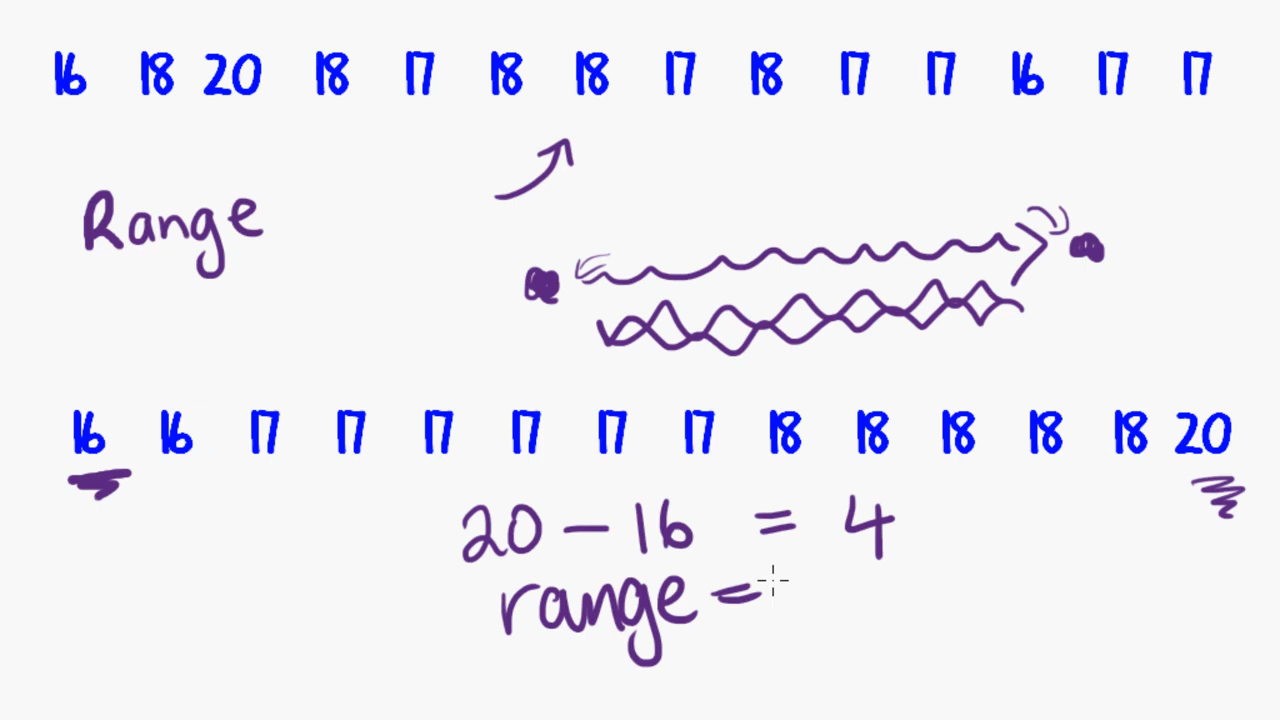 16 18 20 18 17 18 18 17 18 17 17 16 17 17
Range
16 16 17 17 17 17 17 17 18 18 18 18 18 20
20 - 16 = 4
range =